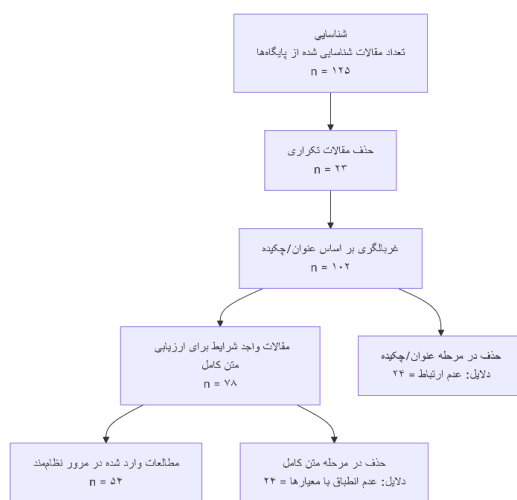 شناسایی
تعداد مقالات شناسایی شده از پایگاه‌ها
n = ۱۲۵
حذف مقالات تکراری
n = ۲۳
غربالگری بر اساس عنوان/چکیده
n = ۱۰۲
مقالات واجد شرایط برای ارزیابی
متن کامل
n = ۷۸
حذف در مرحله عنوان/چکیده
دلایل: عدم ارتباط = ۲۴
مطالعات وارد شده در مرور نظام‌مند
n = ۵۴
حذف در مرحله متن کامل
دلایل: عدم انطباق با معیارها = ۲۴